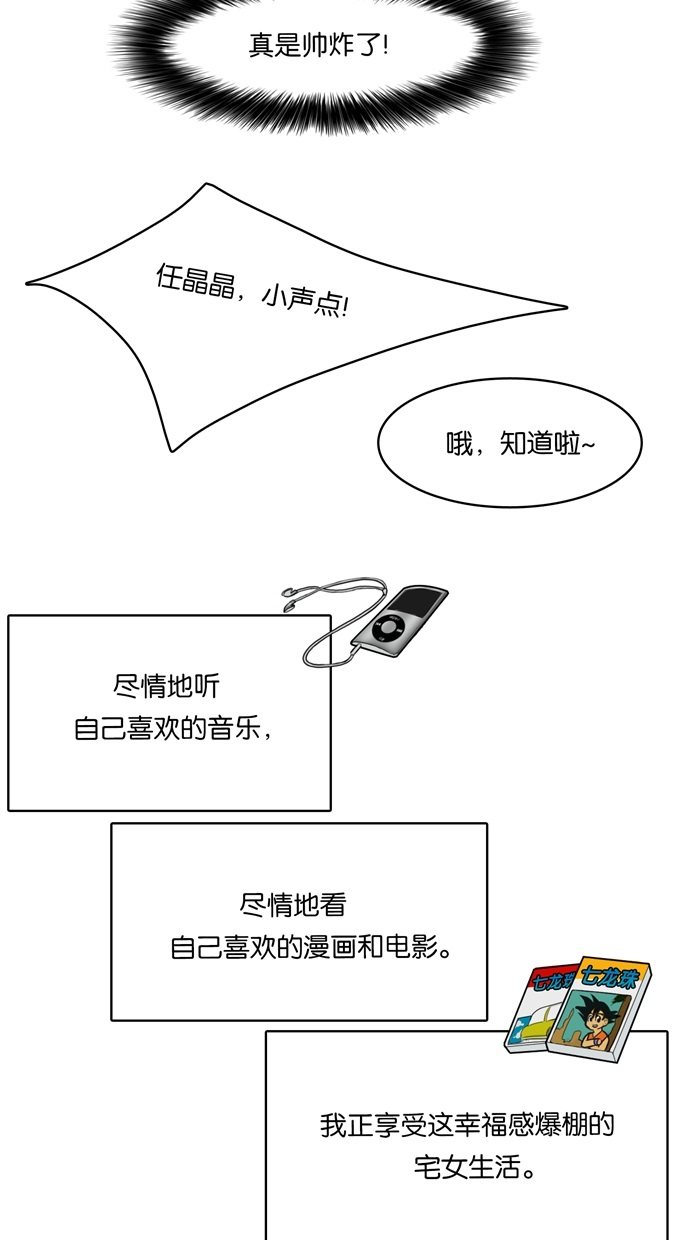 真是帅炸了!
任晶晶，小声点!
哦，知道啦~
尽情地听
自己喜欢的音乐，
尽情地看
自己喜欢的漫画和电影。
七龙珠
七龙珠
我正享受这幸福感爆棚的
宅女生活。